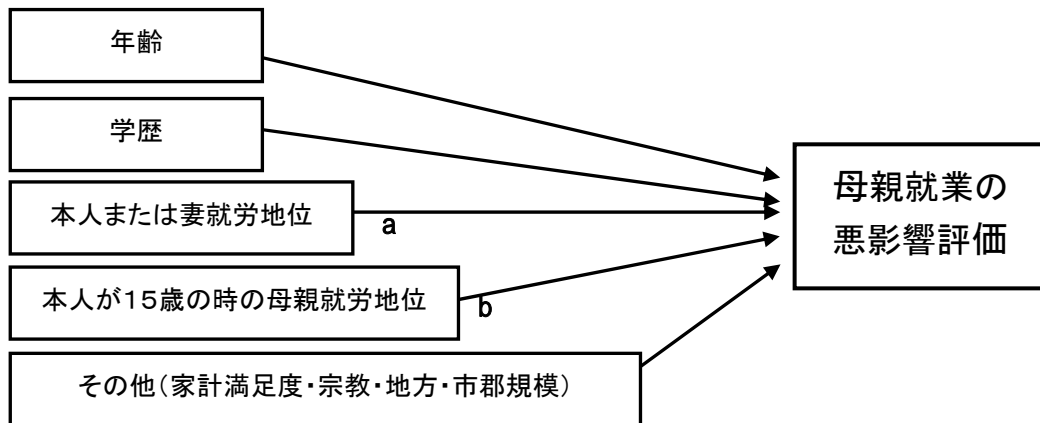 年齢
学歴
本人または妻就労地位
a
本人が15歳の時の母親就労地位
b
その他(家計満足度・宗教・地方・市郡規模)
母親就業の
悪影響評価